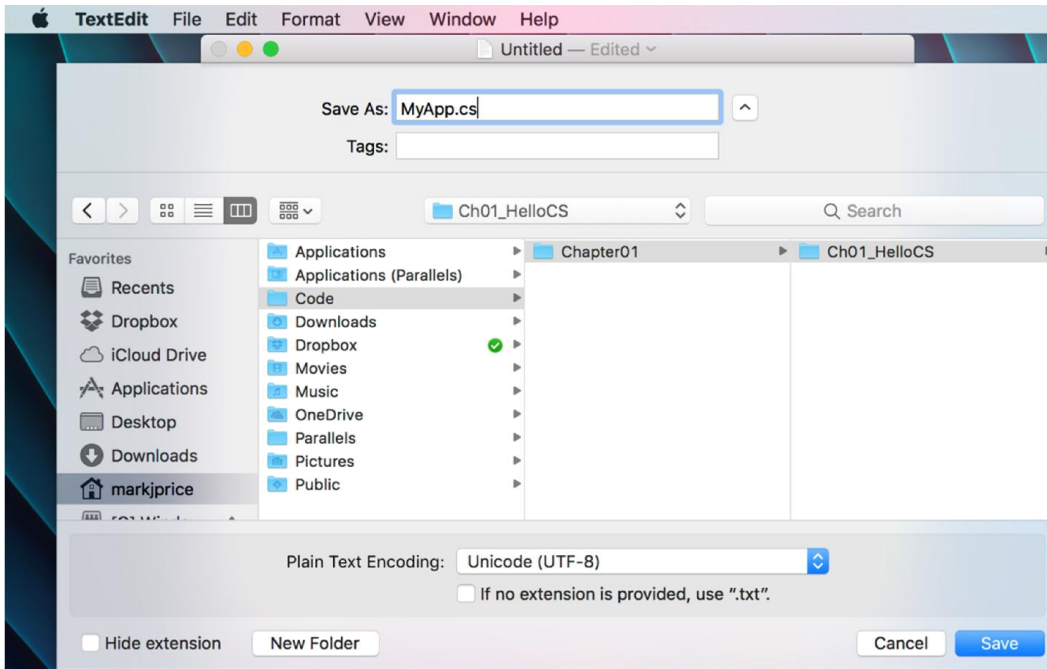 TextEdit File Edit Format View Window Help
Untitled — Edited
Save As: MyApp.cs
Tags:
Ch01_HelloCS
Search
Favorites
Recents
Dropbox
iCloud Drive
Applications
Desktop
Downloads
markjprice
Applications
Applications (Parallels)
Code
Downloads
Dropbox
Movies
Music
OneDrive
Parallels
Pictures
Public
Chapter01
Ch01_HelloCS
Plain Text Encoding: Unicode (UTF-8)
If no extension is provided, use “.txt”.
Hide extension New Folder Cancel Save